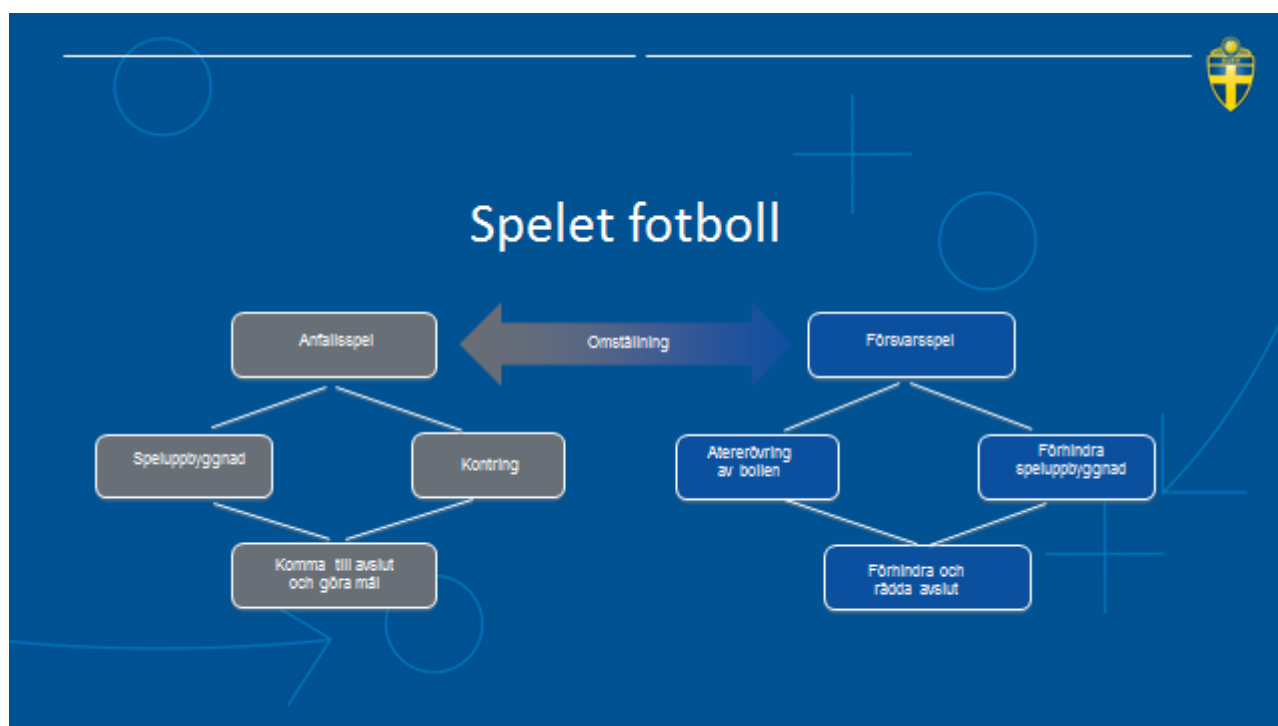 Spelet fotboll
Anfallsspel
Omställning
Försvarsspel
Speluppbyggnad
Kontring
Återerövring
av bollen
Förhindra
speluppbyggnad
Komma till avslut
och göra mål
Förhindra och
rädda avslut